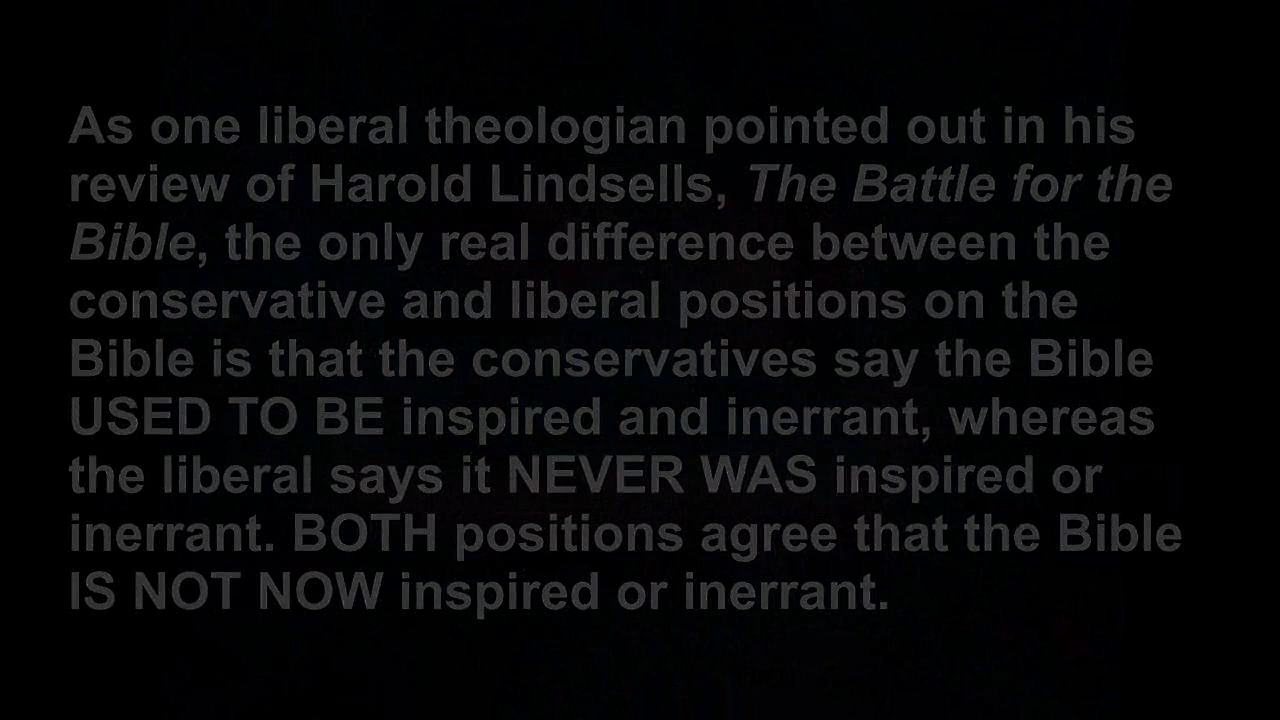 As one liberal theologian pointed out in his
review of Harold Lindsells, The Battle for the
Bible, the only real difference between the
conservative and liberal positions on the
Bible is that the conservatives say the Bible
USED TO BE inspired and inerrant, whereas
the liberal says it NEVER WAS inspired or
inerrant. BOTH positions agree that the Bible
IS NOT NOW inspired or inerrant.